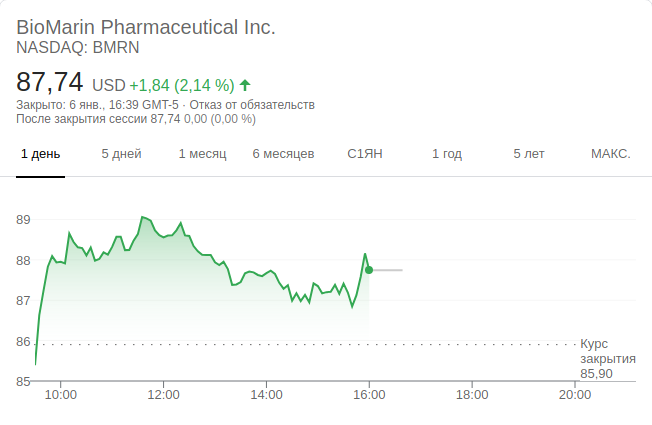 BioMarin Pharmaceutical Inc.
NASDAQ: BMRN
87,74 USD +1,84 (2,14 %)
Закрыто: 6 янв., 16:39 GMT-5 · Отказ от обязательств
После закрытия сессии 87,74 0,00 (0,00 %)
1 день 5 дней 1 месяц 6 месяцев С1ЯН 1 год 5 лет МАКС.
89
88
87
86
Курс
закрытия
85,90
85
10:00 12:00 14:00 16:00 18:00 20:00